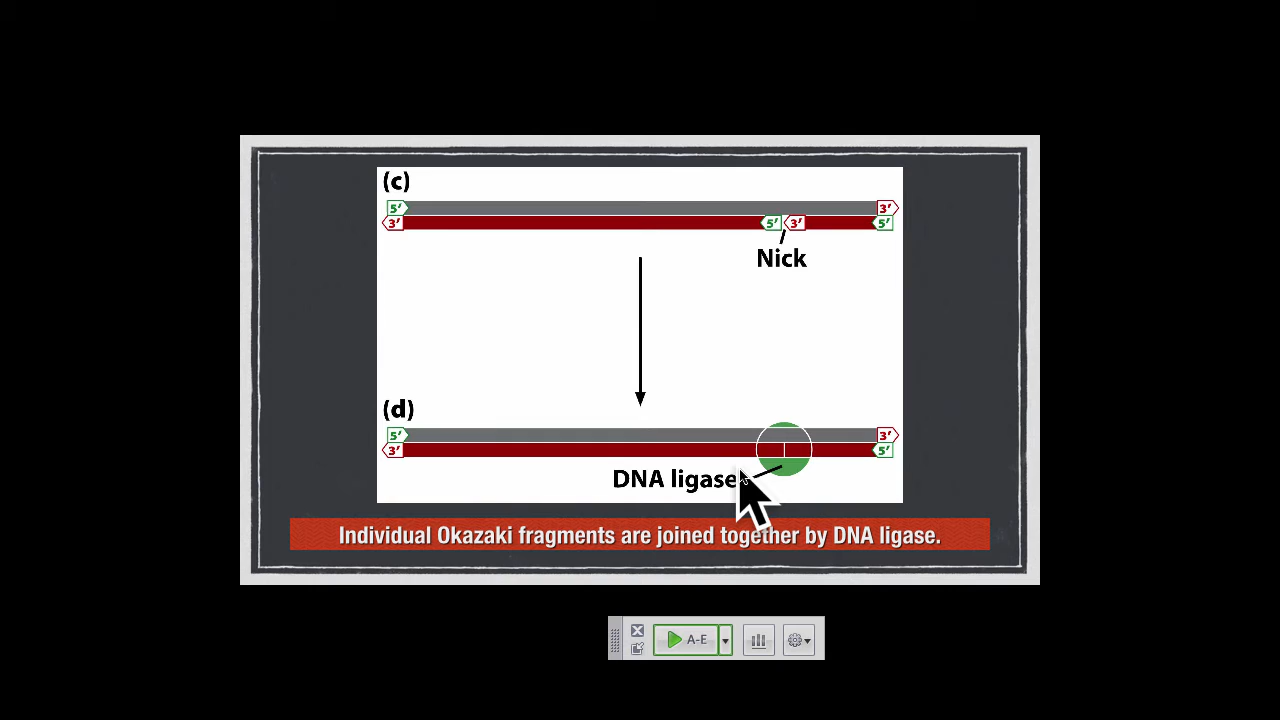 (c)
5′ 3′
3′ 5′ 3′ 5′
Nick
(d)
5′ 3′
3′ 5′
DNA ligase
Individual Okazaki fragments are joined together by DNA ligase.
A-E